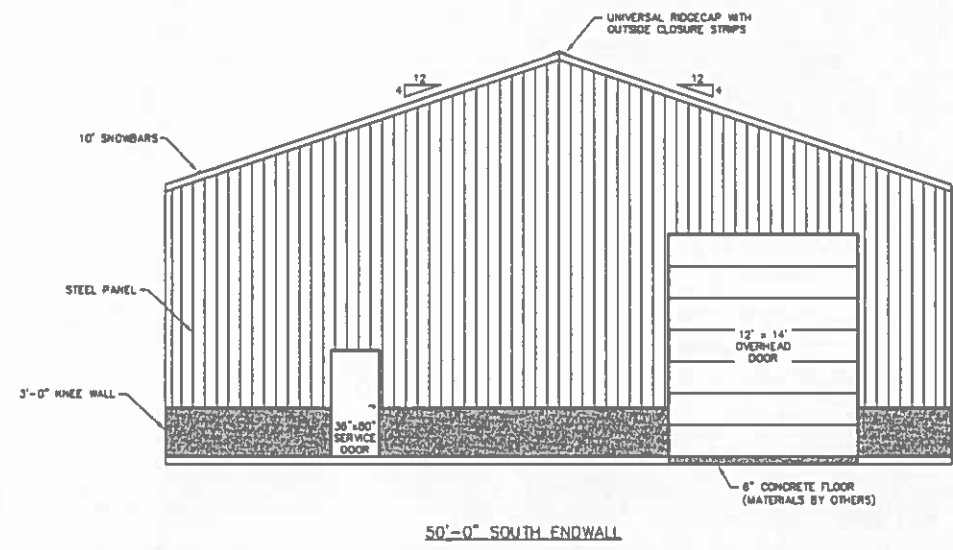 UNIVERSAL RIDGECAP WITH
OUTSIDE CLOSURE STRIPS
12
4
12
4
10" SNOWBARS
STEEL PANEL
12' x 14'
OVERHEAD
DOOR
3'-0" KNEE WALL
36"x80"
SERVICE
DOOR
6" CONCRETE FLOOR
(MATERIALS BY OTHERS)
50'-0" SOUTH ENDWALL